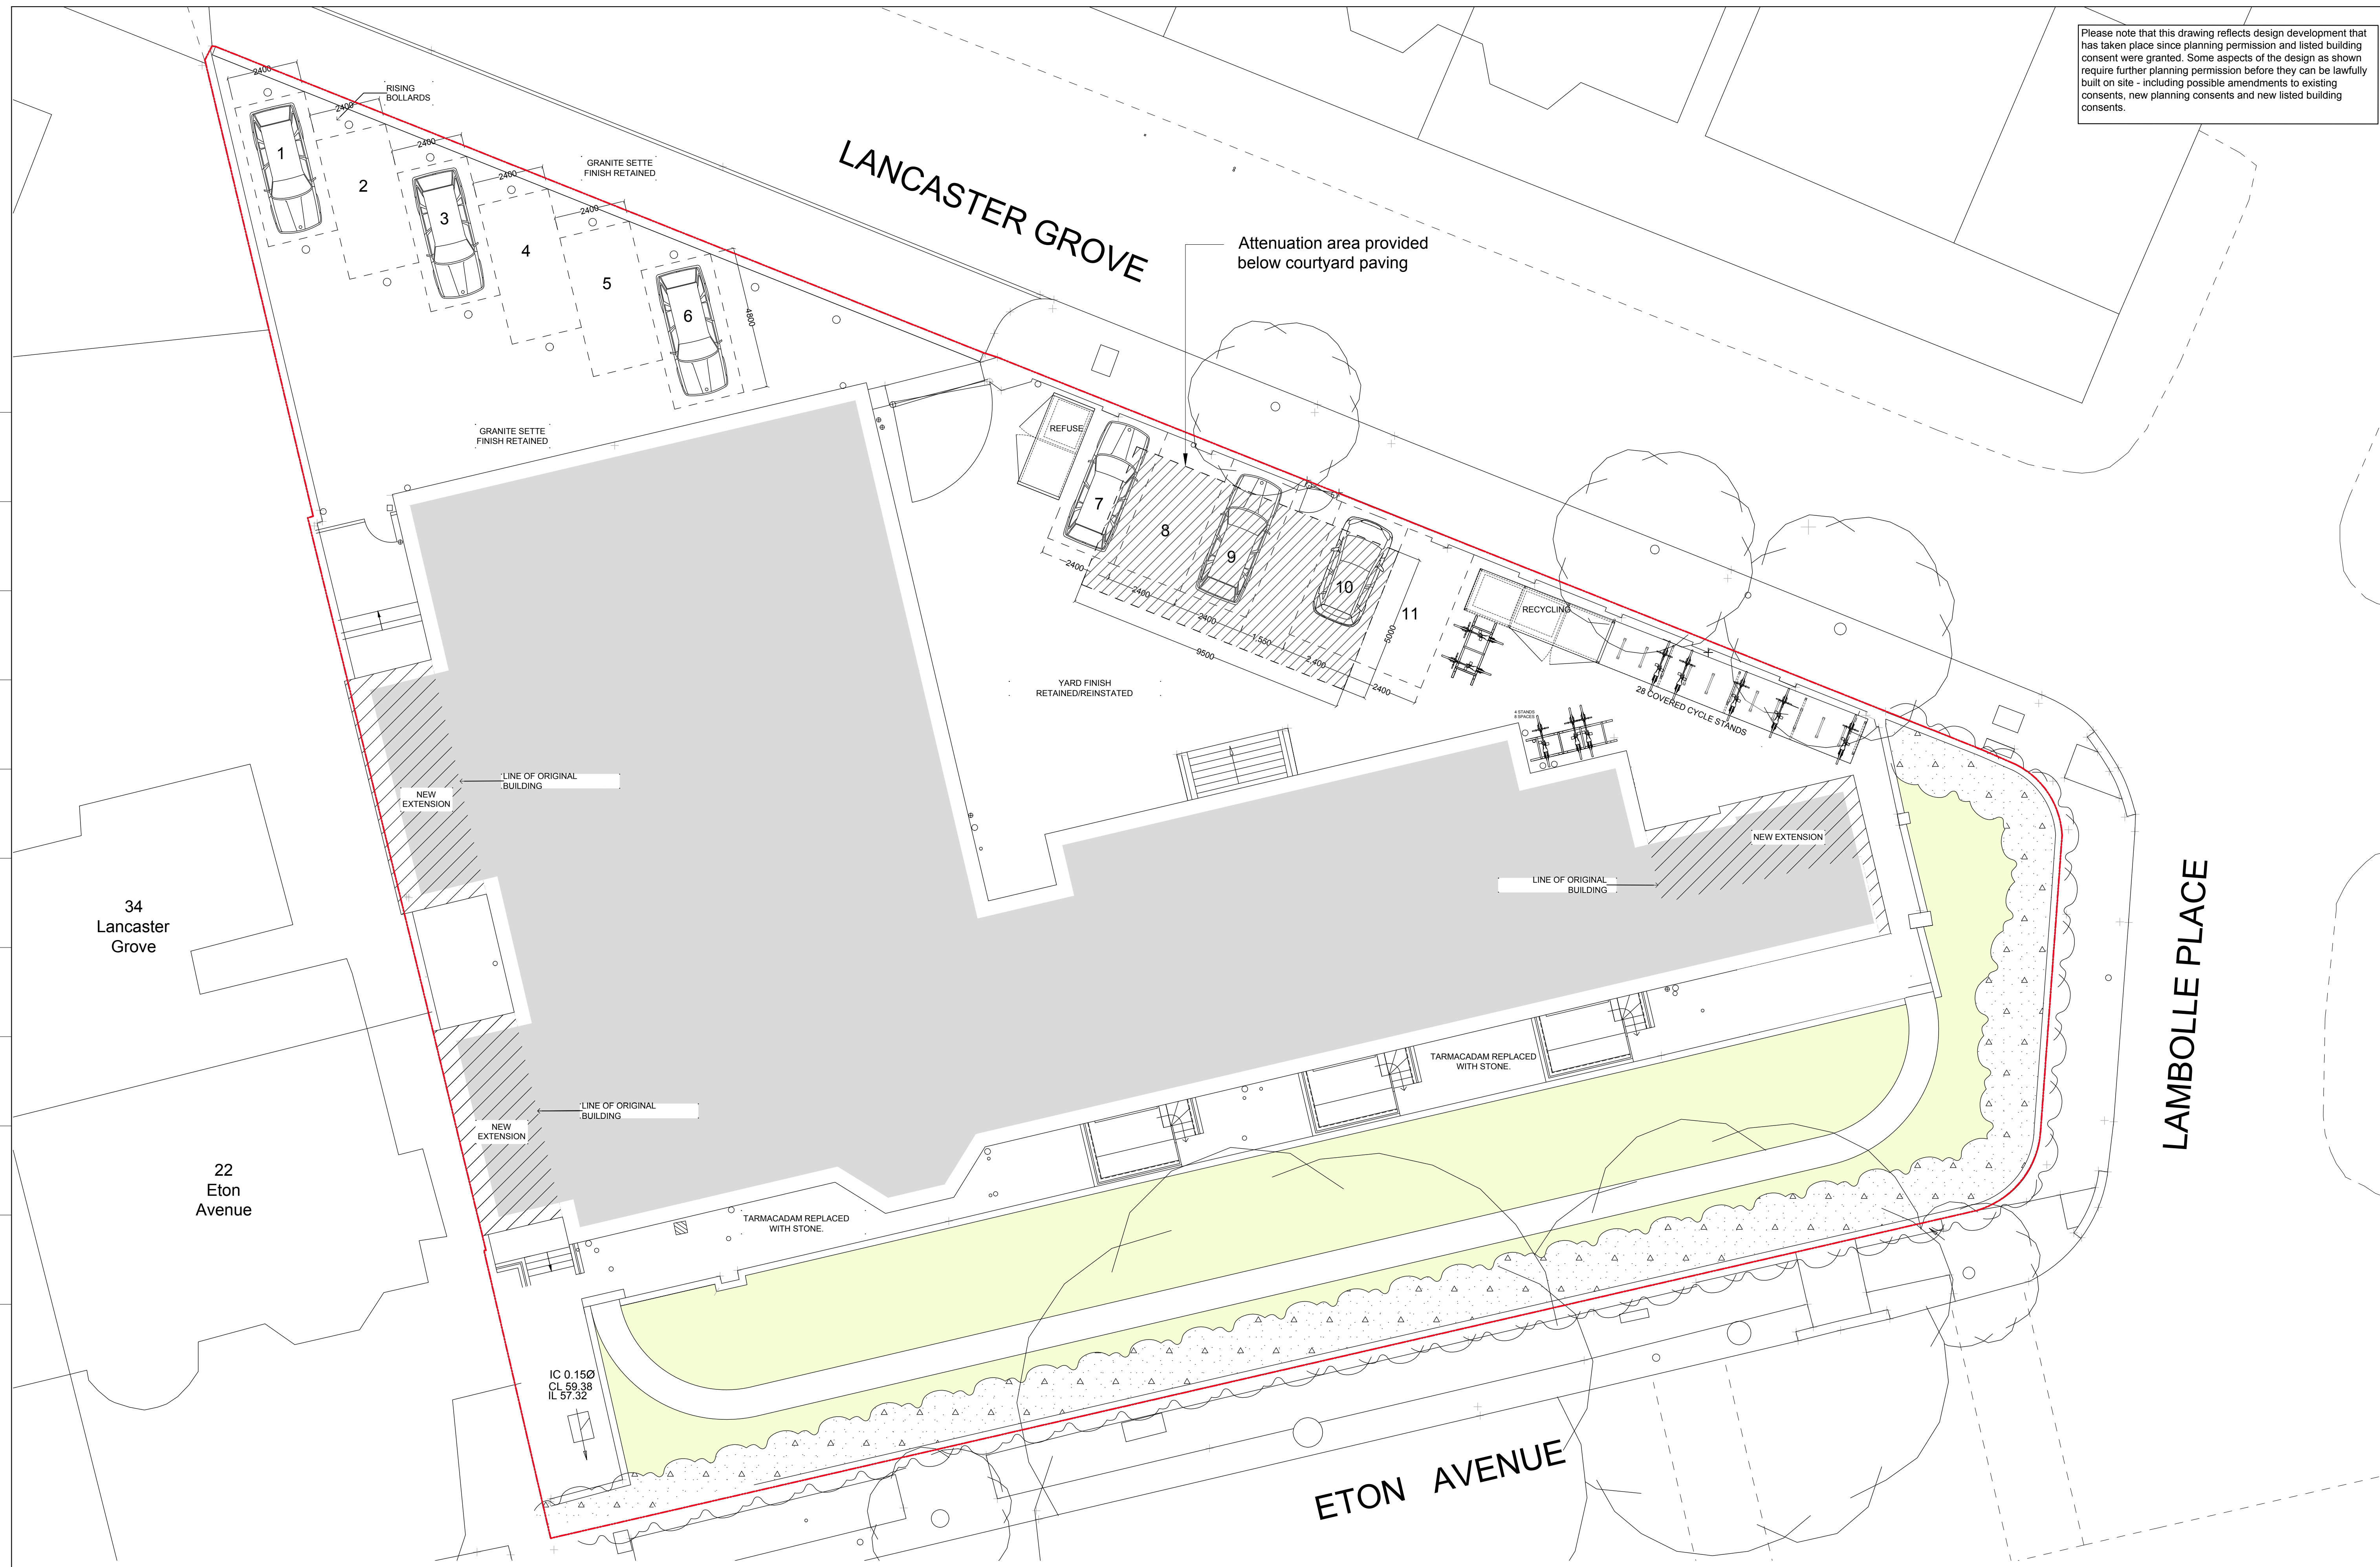 Please note that this drawing reflects design development that
has taken place since planning permission and listed building
consent were granted. Some aspects of the design as shown
require further planning permission before they can be lawfully
built on site - including possible amendments to existing
consents, new planning consents and new listed building
consents.
2400
RISING
BOLLARDS
2400
2400
2400
2400
1
2
3
4
5
6
4800
GRANITE SETTE
FINISH RETAINED
LANCASTER GROVE
Attenuation area provided
below courtyard paving
GRANITE SETTE
FINISH RETAINED
REFUSE
7
8
9
10
11
2400
2400
2400
1,550
2,400
2400
9500
5000
RECYCLING
28 COVERED CYCLE STANDS
4 STANDS
8 SPACES
YARD FINISH
RETAINED/REINSTATED
LINE OF ORIGINAL
BUILDING
NEW
EXTENSION
NEW EXTENSION
LINE OF ORIGINAL
BUILDING
34
Lancaster
Grove
LAMBOLLE PLACE
TARMACADAM REPLACED
WITH STONE.
LINE OF ORIGINAL
BUILDING
NEW
EXTENSION
22
Eton
Avenue
TARMACADAM REPLACED
WITH STONE.
IC 0.15Ø
CL 59.38
IL 57.32
ETON AVENUE